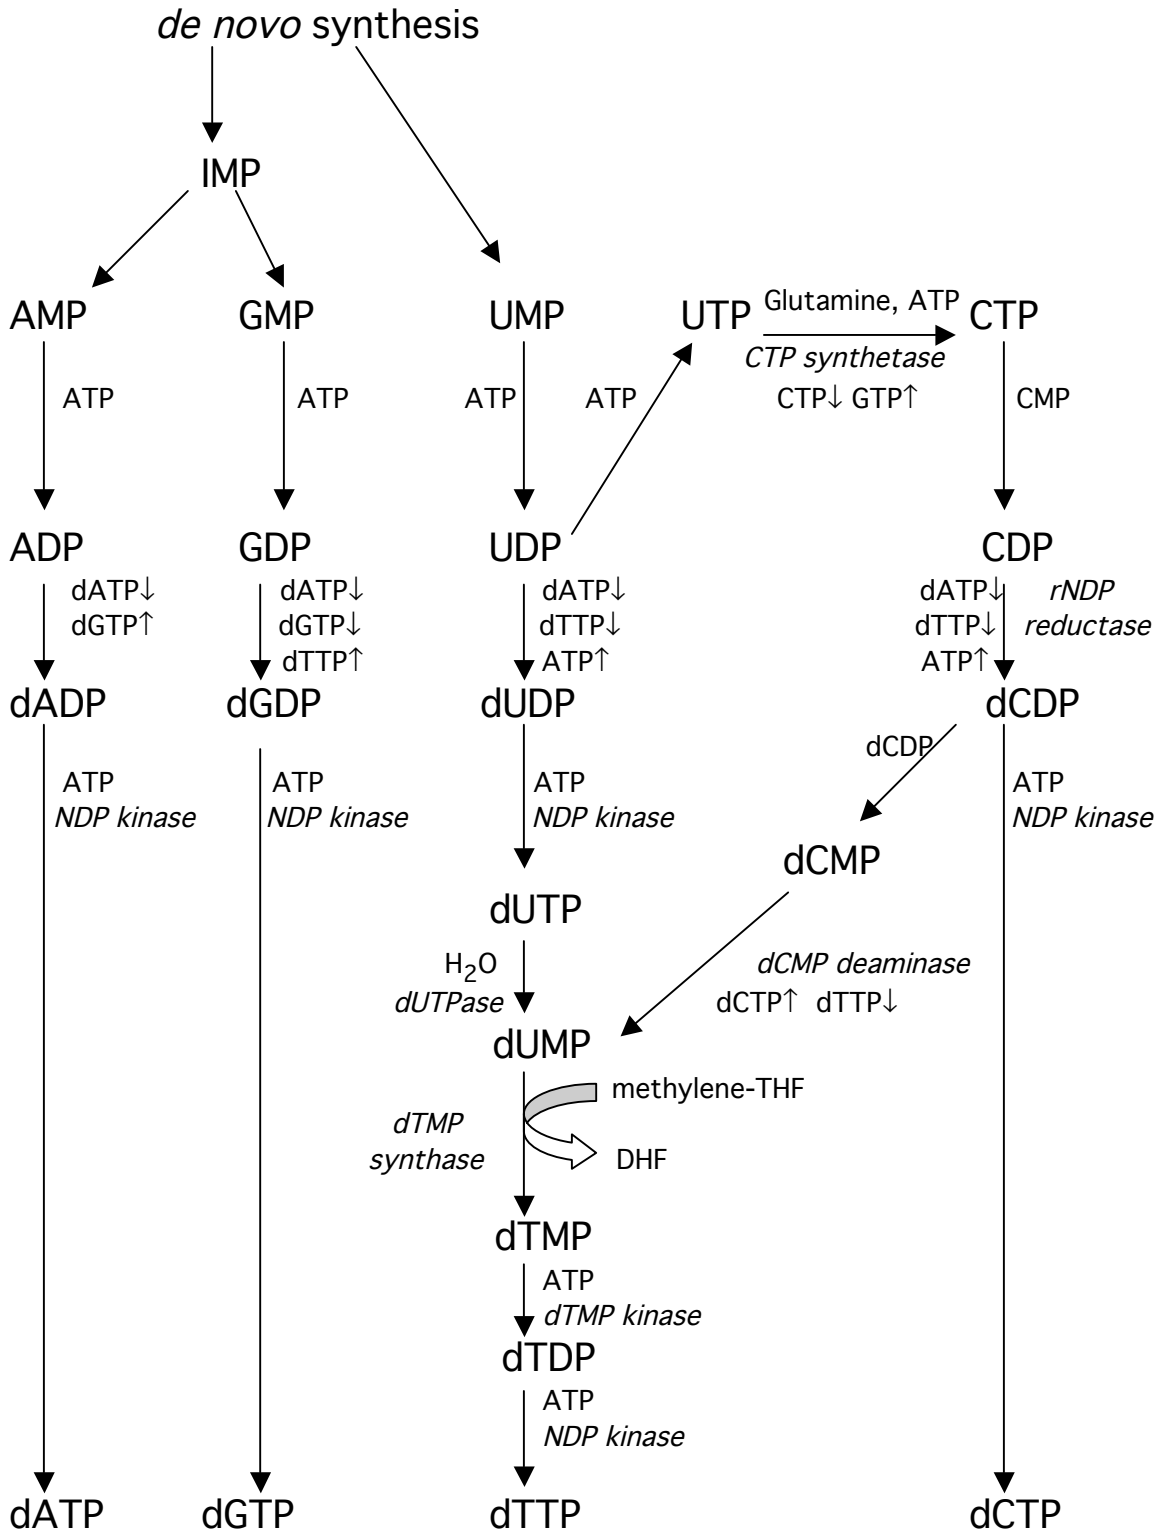 de novo synthesis
IMP
AMP
GMP
UMP
UTP
Glutamine, ATP
CTP
CTP synthetase
CTP↓ GTP↑
ATP
ATP
ATP
ATP
CMP
ADP
GDP
UDP
CDP
dATP↓
dGTP↑
dATP↓
dGTP↓
dTTP↑
dATP↓
dTTP↓
ATP↑
dATP↓
dTTP↓
ATP↑
rNDP
reductase
dADP
dGDP
dUDP
dCDP
dCDP
ATP
NDP kinase
ATP
NDP kinase
ATP
NDP kinase
ATP
NDP kinase
dCMP
dUTP
H₂O
dUTPase
dCMP deaminase
dCTP↑ dTTP↓
dUMP
methylene-THF
dTMP
synthase
DHF
dTMP
ATP
dTMP kinase
dTDP
ATP
NDP kinase
dATP
dGTP
dTTP
dCTP